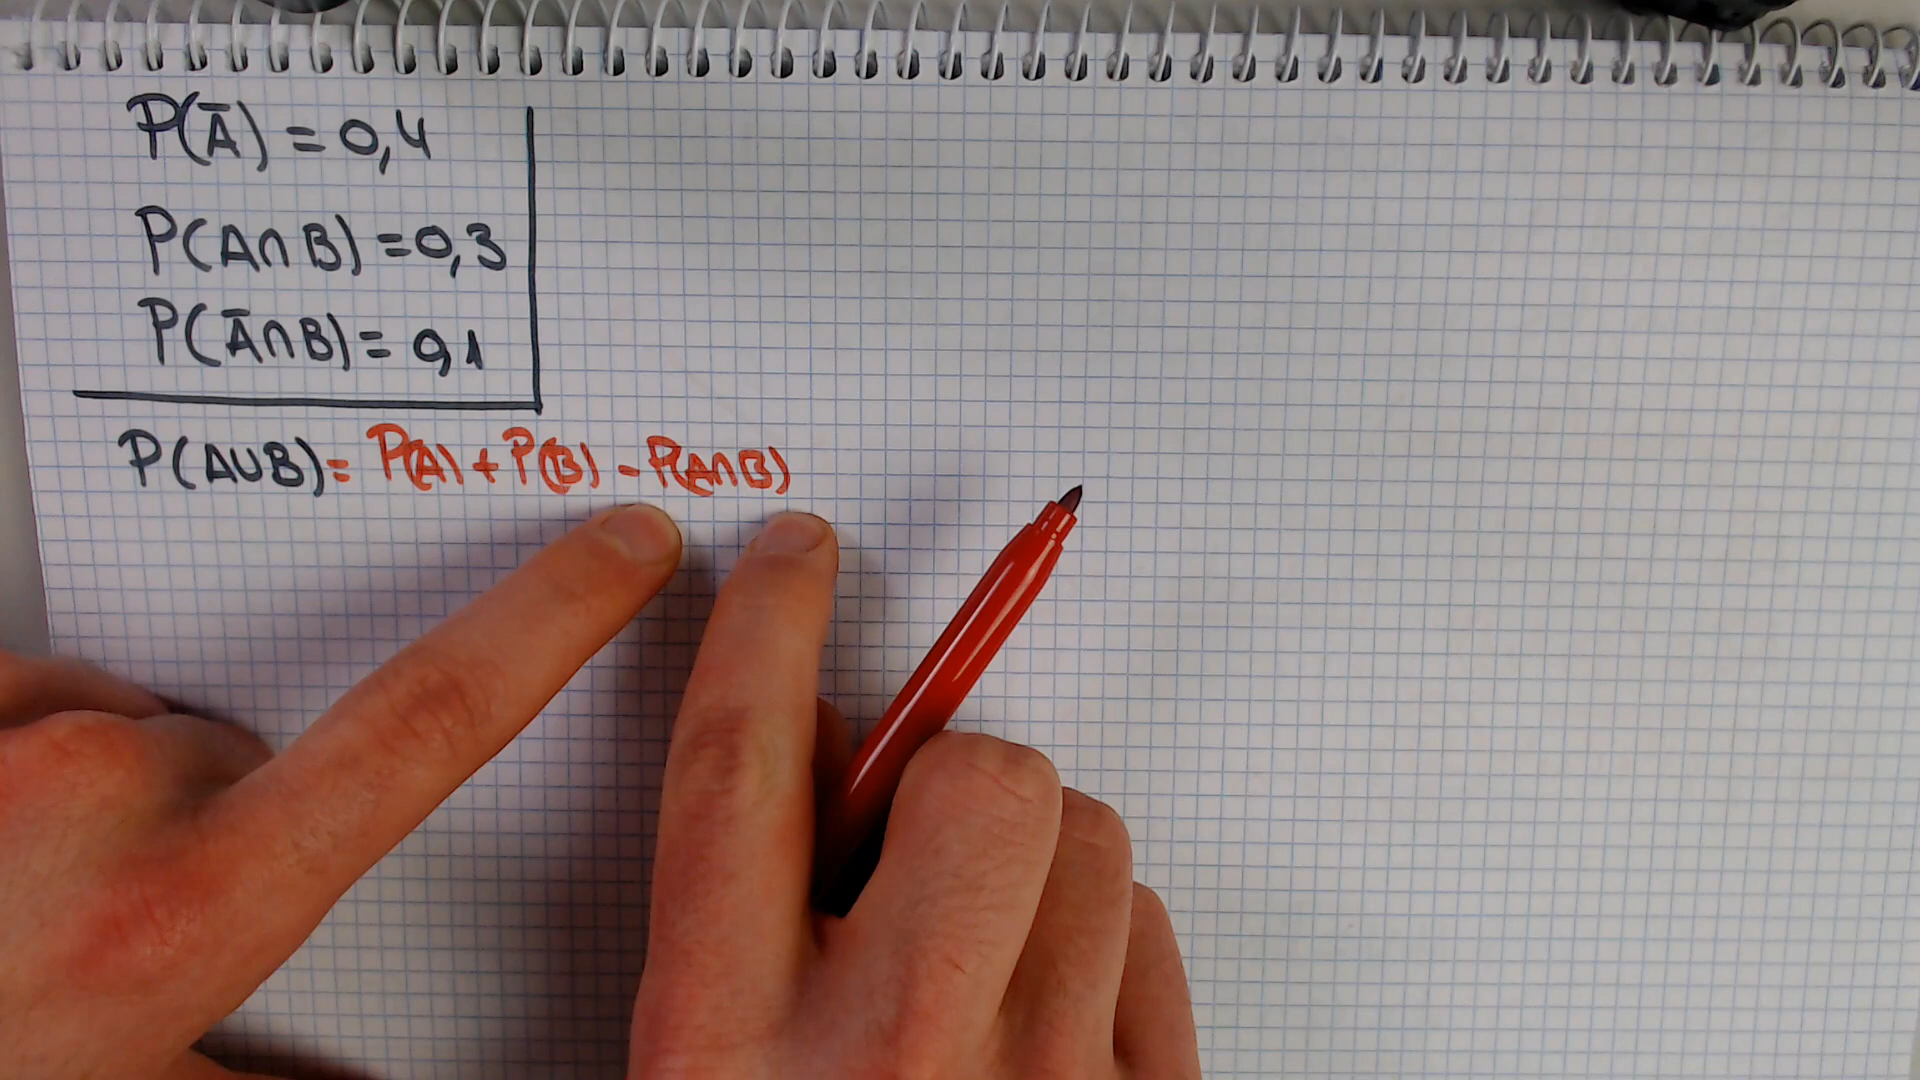 P(Ā) = 0,4
P(A∩B) = 0,3
P(Ā∩B) = 0,1
P(A∪B) = P(A) + P(B) - P(A∩B)